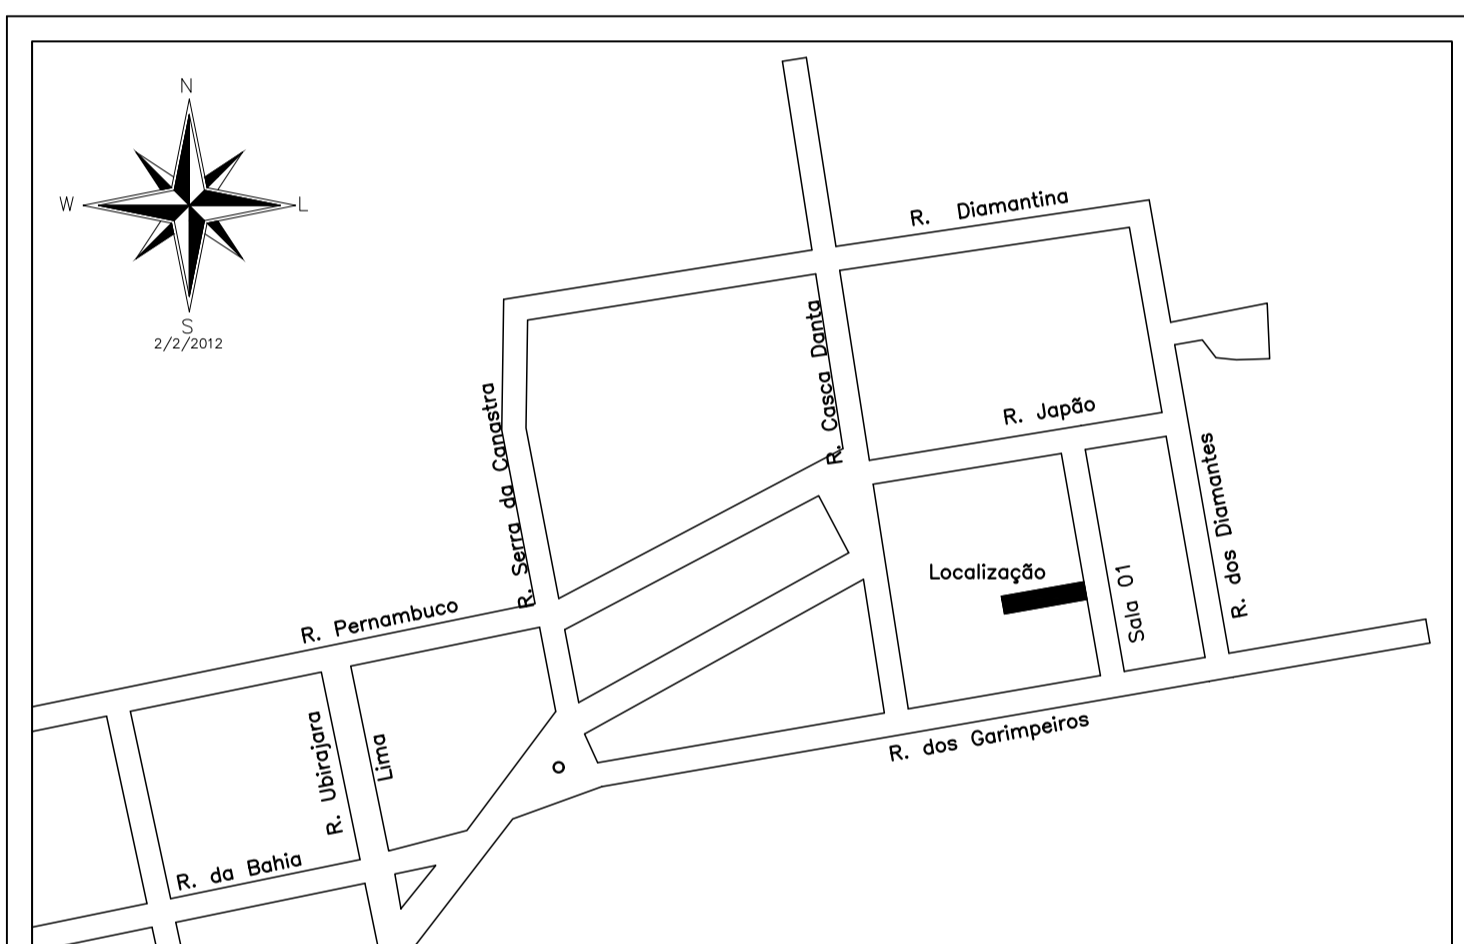 N
W
L
S
2/2/2012
R. Diamantina
R. Casca Danta
R. Serra da Canastra
R. Japão
R. dos Diamantes
Localização
Sala 01
R. Pernambuco
R. Ubirajara
Lima
R. dos Garimpeiros
R. da Bahia